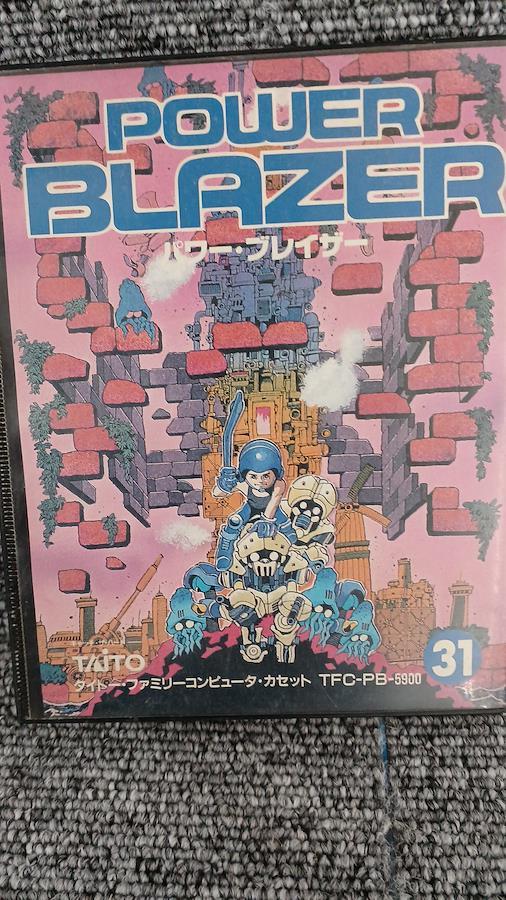 POWER
BLAZER
パワー・ブレイザー
TAITO
31
タイトー・ファミリーコンピュータ・カセット TFC-PB-5900